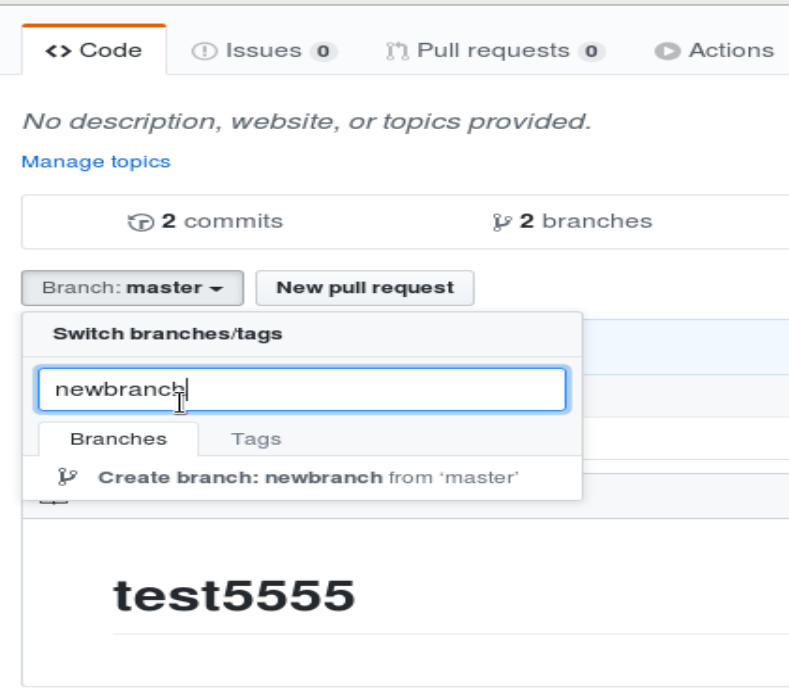 <> Code Issues 0 Pull requests 0 Actions
No description, website, or topics provided.
Manage topics
2 commits 2 branches
Branch: master New pull request
Switch branches/tags
newbranch
Branches Tags
Create branch: newbranch from ‘master’
test5555